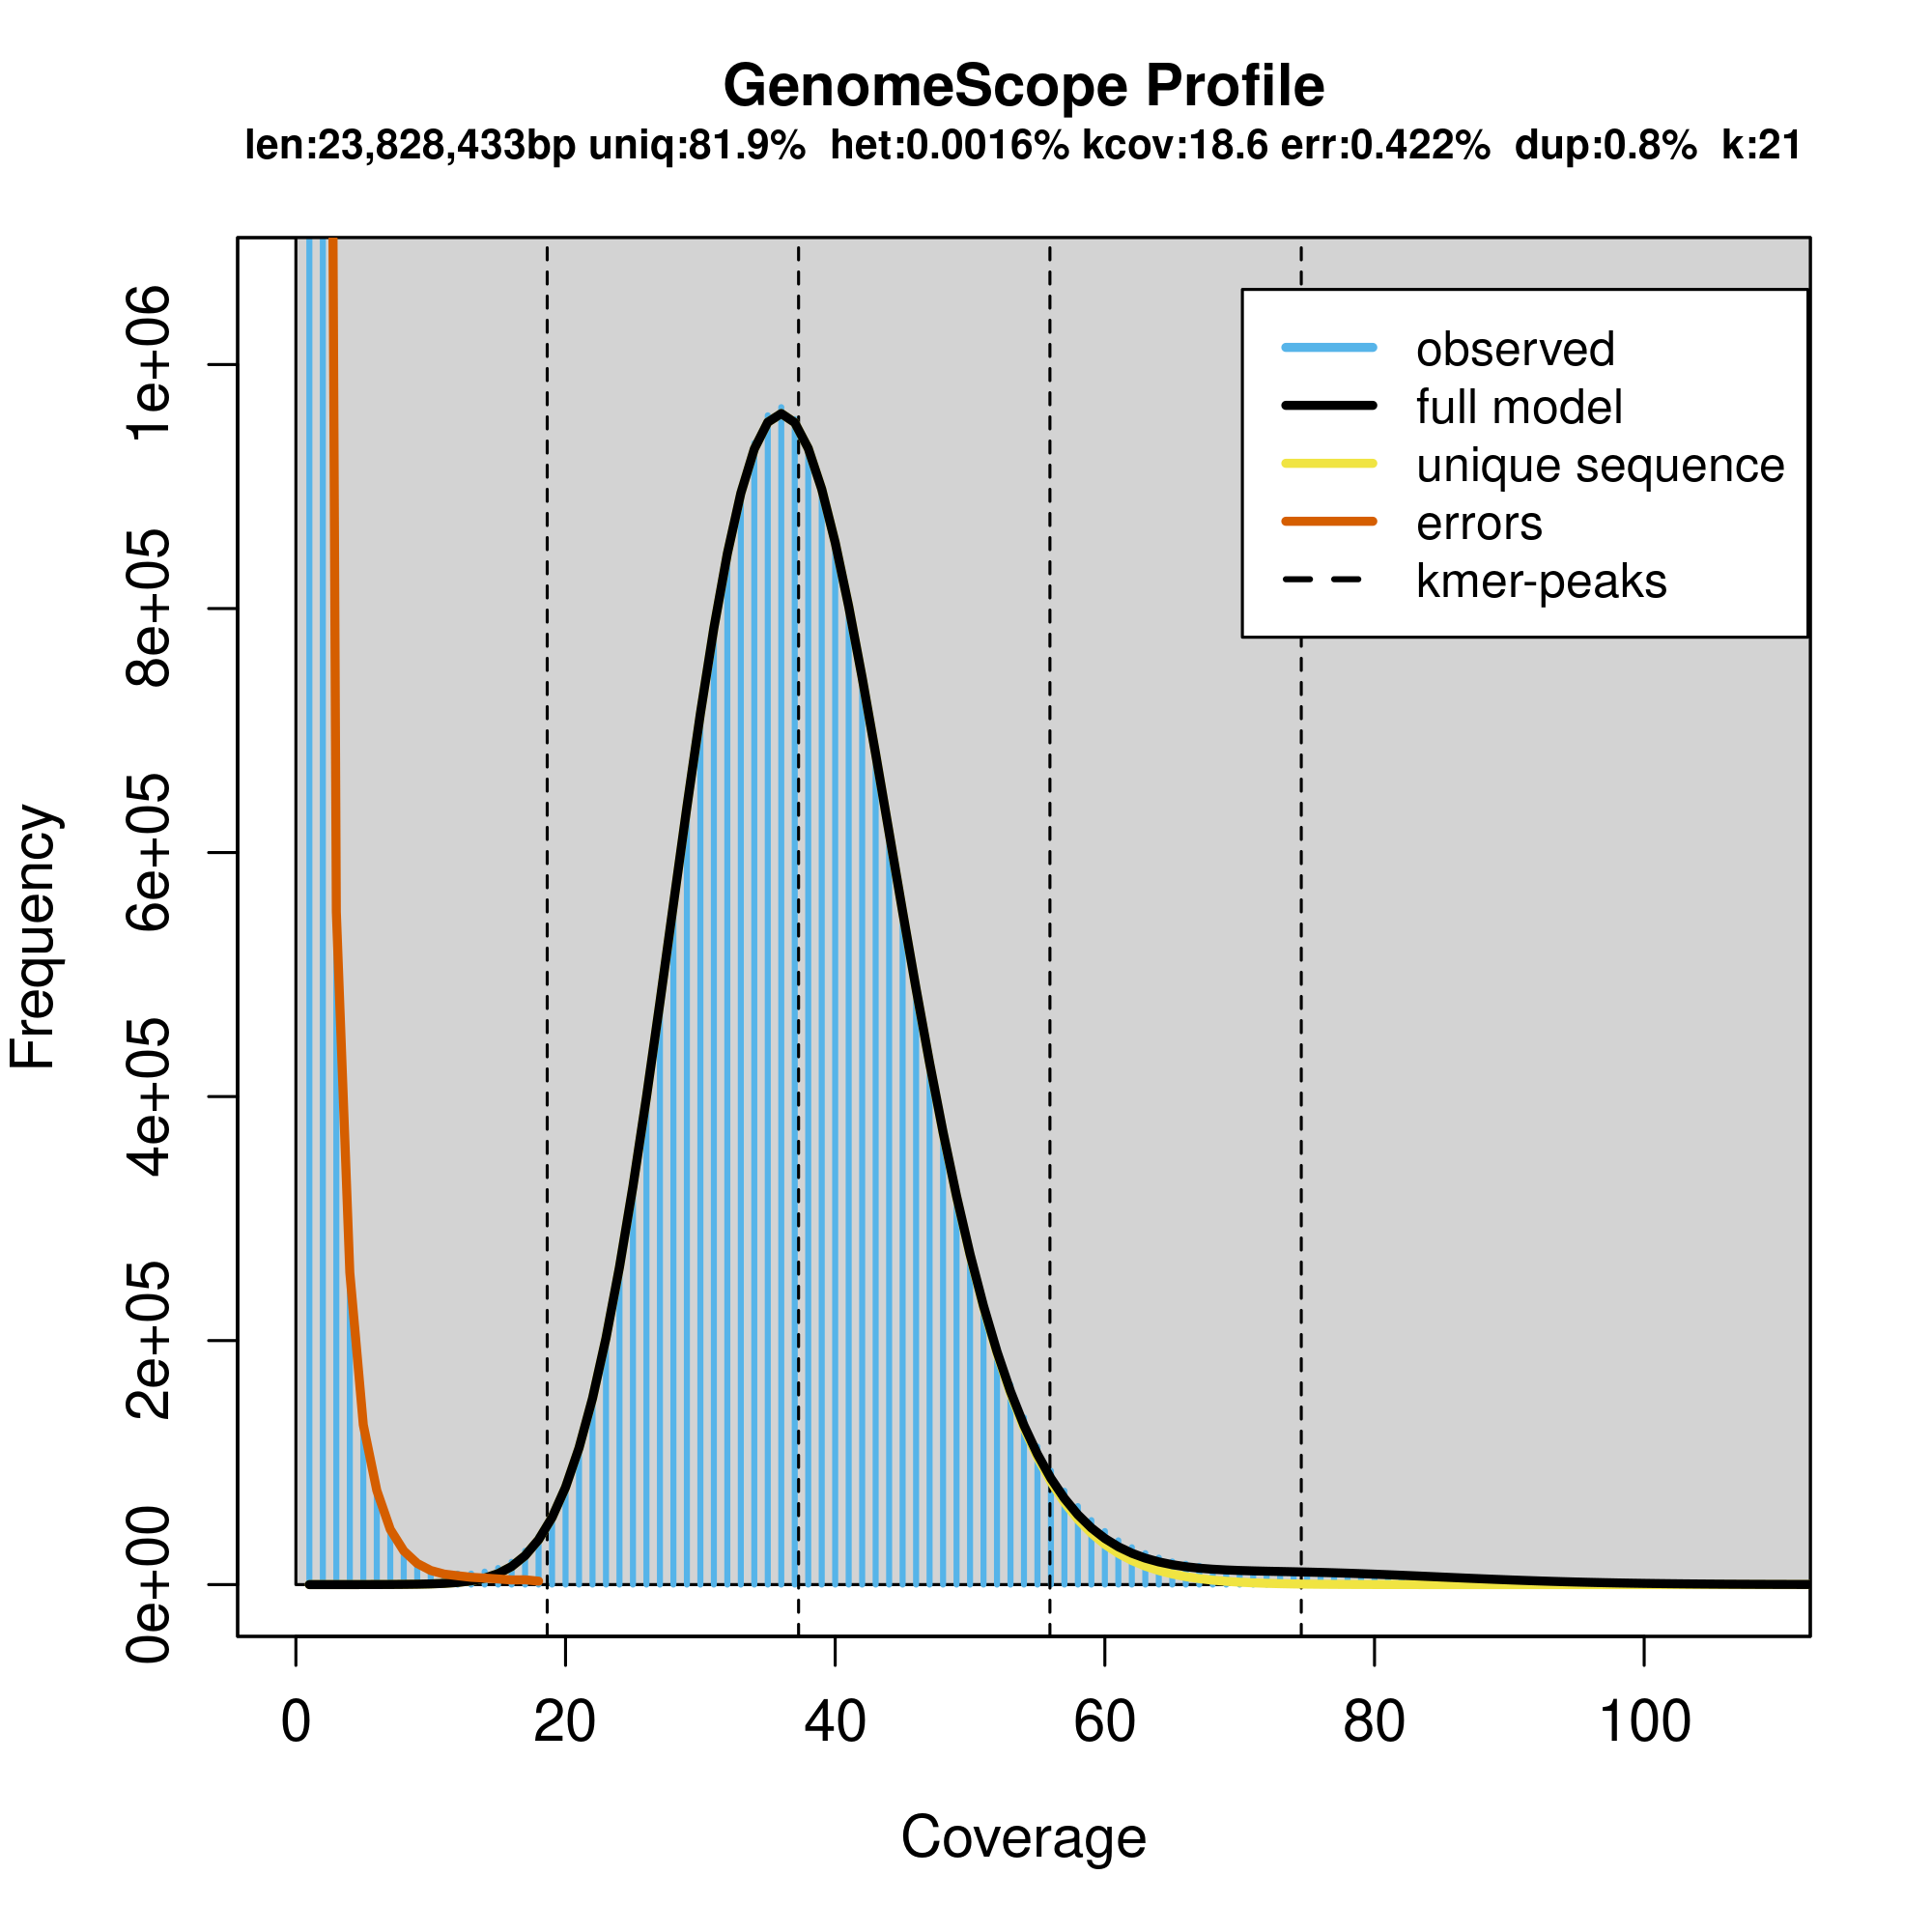 GenomeScope Profile
len:23,828,433bp uniq:81.9% het:0.0016% kcov:18.6 err:0.422% dup:0.8% k:21
observed
full model
unique sequence
errors
kmer-peaks
Frequency
1e+06
8e+05
6e+05
4e+05
2e+05
0e+00
0 20 40 60 80 100
Coverage